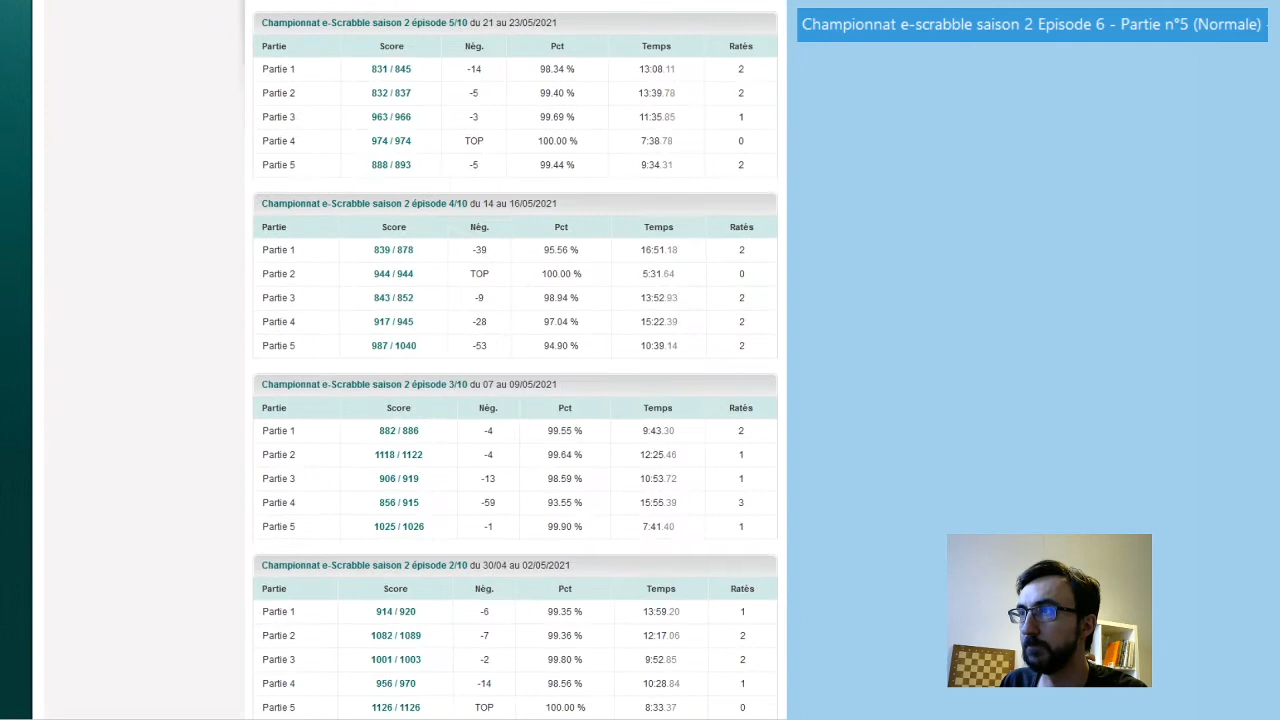 Championnat e-Scrabble saison 2 épisode 5/10 du 21 au 23/05/2021
Partie Score Nég. Pct Temps Ratés
Partie 1 831 / 845 -14 98.34 % 13:08.11 2
Partie 2 832 / 837 -5 99.40 % 13:39.78 2
Partie 3 963 / 966 -3 99.69 % 11:35.85 1
Partie 4 974 / 974 TOP 100.00 % 7:38.78 0
Partie 5 888 / 893 -5 99.44 % 9:34.31 2
Championnat e-Scrabble saison 2 épisode 4/10 du 14 au 16/05/2021
Partie Score Nég. Pct Temps Ratés
Partie 1 839 / 878 -39 95.56 % 16:51.18 2
Partie 2 944 / 944 TOP 100.00 % 5:31.64 0
Partie 3 843 / 852 -9 98.94 % 13:52.93 2
Partie 4 917 / 945 -28 97.04 % 15:22.39 2
Partie 5 987 / 1040 -53 94.90 % 10:39.14 2
Championnat e-Scrabble saison 2 épisode 3/10 du 07 au 09/05/2021
Partie Score Nég. Pct Temps Ratés
Partie 1 882 / 886 -4 99.55 % 9:43.30 2
Partie 2 1118 / 1122 -4 99.64 % 12:25.46 1
Partie 3 906 / 919 -13 98.59 % 10:53.72 1
Partie 4 856 / 915 -59 93.55 % 15:55.39 3
Partie 5 1025 / 1026 -1 99.90 % 7:41.40 1
Championnat e-Scrabble saison 2 épisode 2/10 du 30/04 au 02/05/2021
Partie Score Nég. Pct Temps Ratés
Partie 1 914 / 920 -6 99.35 % 13:59.20 1
Partie 2 1082 / 1089 -7 99.36 % 12:17.06 2
Partie 3 1001 / 1003 -2 99.80 % 9:52.85 2
Partie 4 956 / 970 -14 98.56 % 10:28.84 1
Partie 5 1126 / 1126 TOP 100.00 % 8:33.37 0
Championnat e-scrabble saison 2 Episode 6 - Partie n°5 (Normale) -